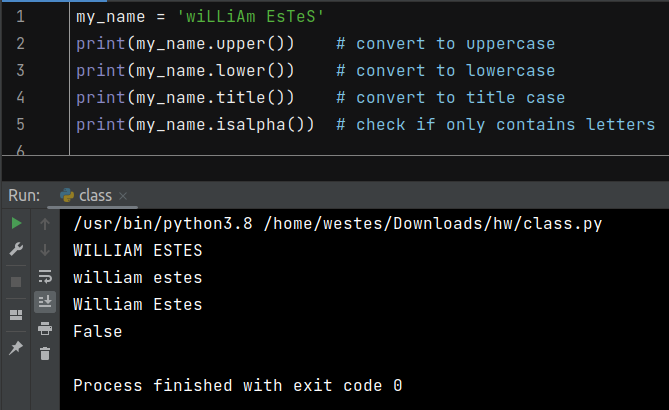 1 my_name = 'wiLLiAm EsTeS'
2 print(my_name.upper()) # convert to uppercase
3 print(my_name.lower()) # convert to lowercase
4 print(my_name.title()) # convert to title case
5 print(my_name.isalpha()) # check if only contains letters
6
Run: class ×
/usr/bin/python3.8 /home/westes/Downloads/hw/class.py
WILLIAM ESTES
william estes
William Estes
False
Process finished with exit code 0